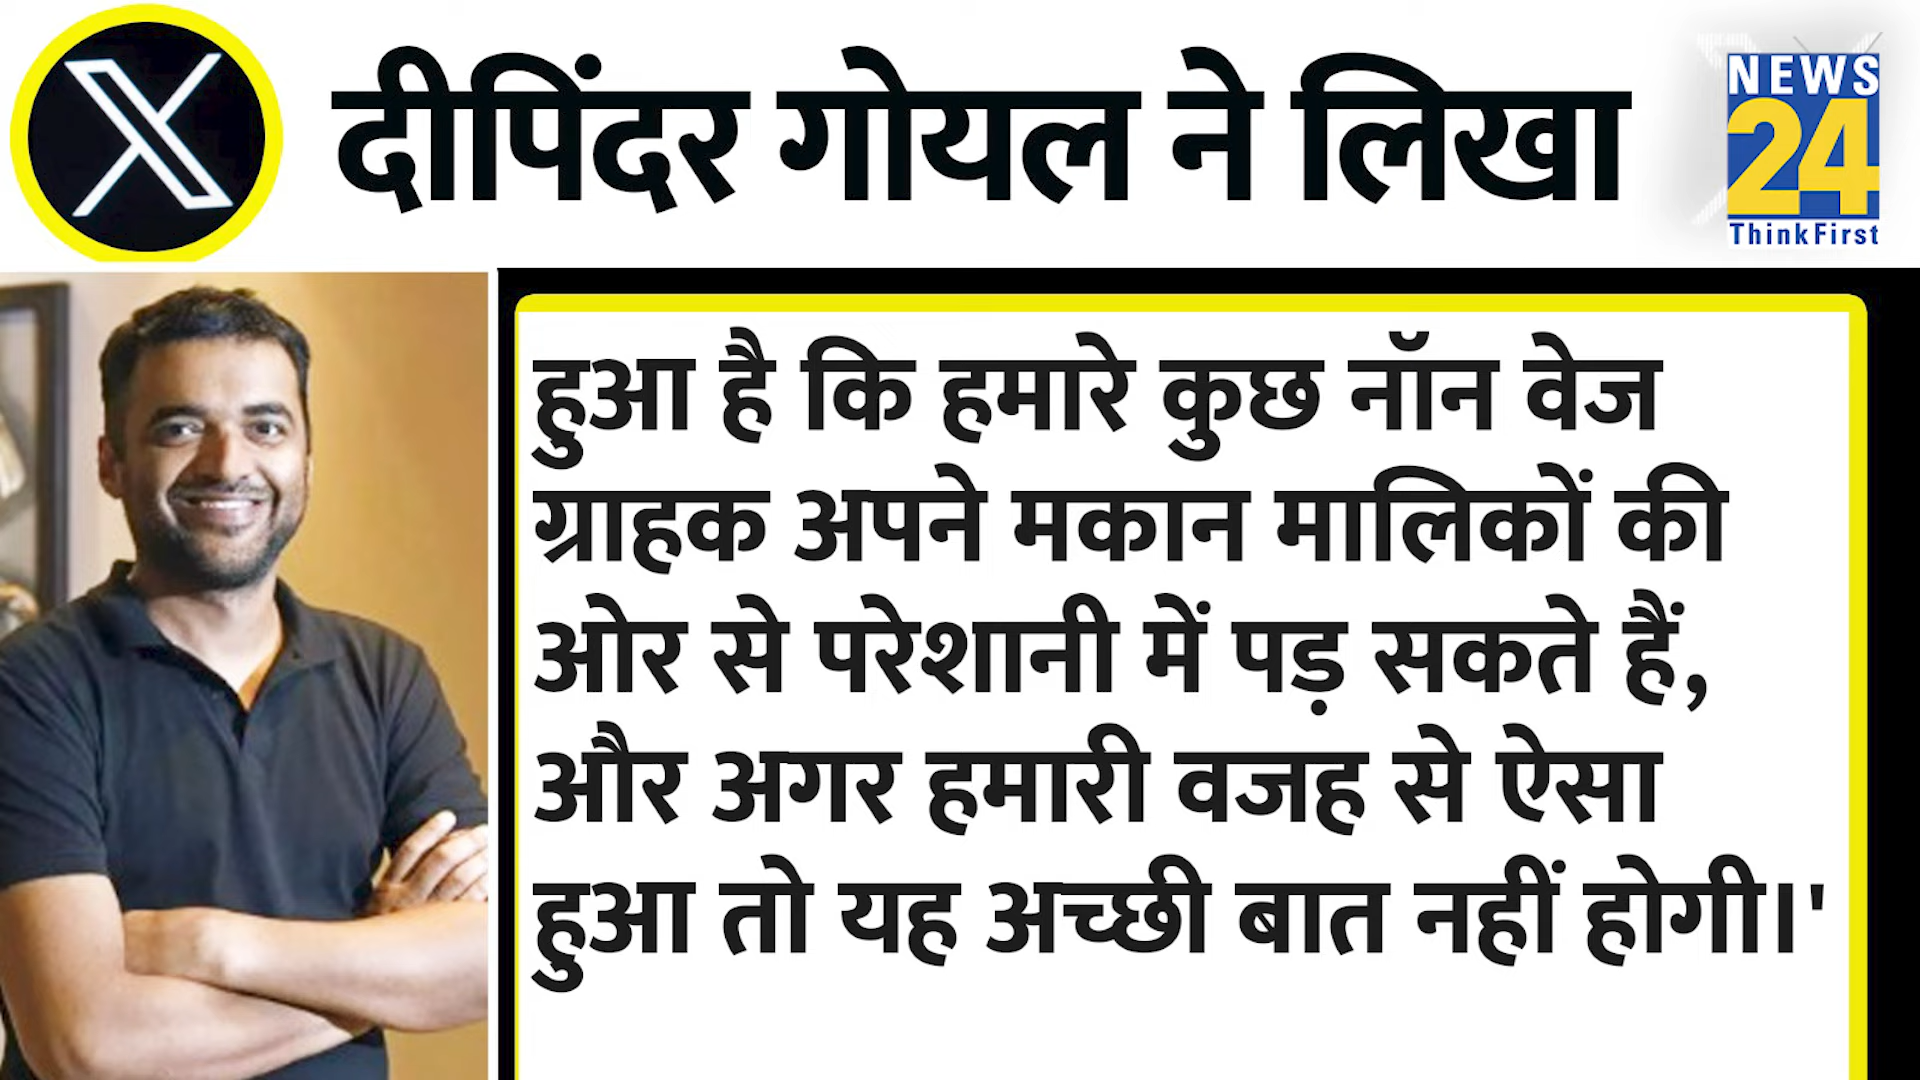 दीपिंदर गोयल ने लिखा
NEWS
24
ThinkFirst
हुआ है कि हमारे कुछ नॉन वेज
ग्राहक अपने मकान मालिकों की
ओर से परेशानी में पड़ सकते हैं,
और अगर हमारी वजह से ऐसा
हुआ तो यह अच्छी बात नहीं होगी।'